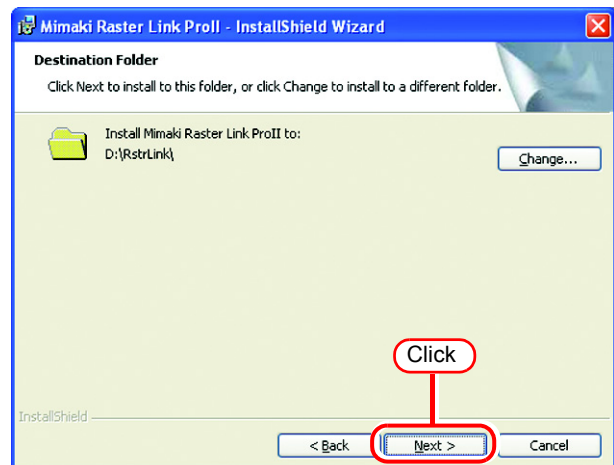 Mimaki Raster Link ProII - InstallShield Wizard
Destination Folder
Click Next to install to this folder, or click Change to install to a different folder.
Install Mimaki Raster Link ProII to:
D:\RstrLink\
Change...
Click
InstallShield
< Back
Next >
Cancel